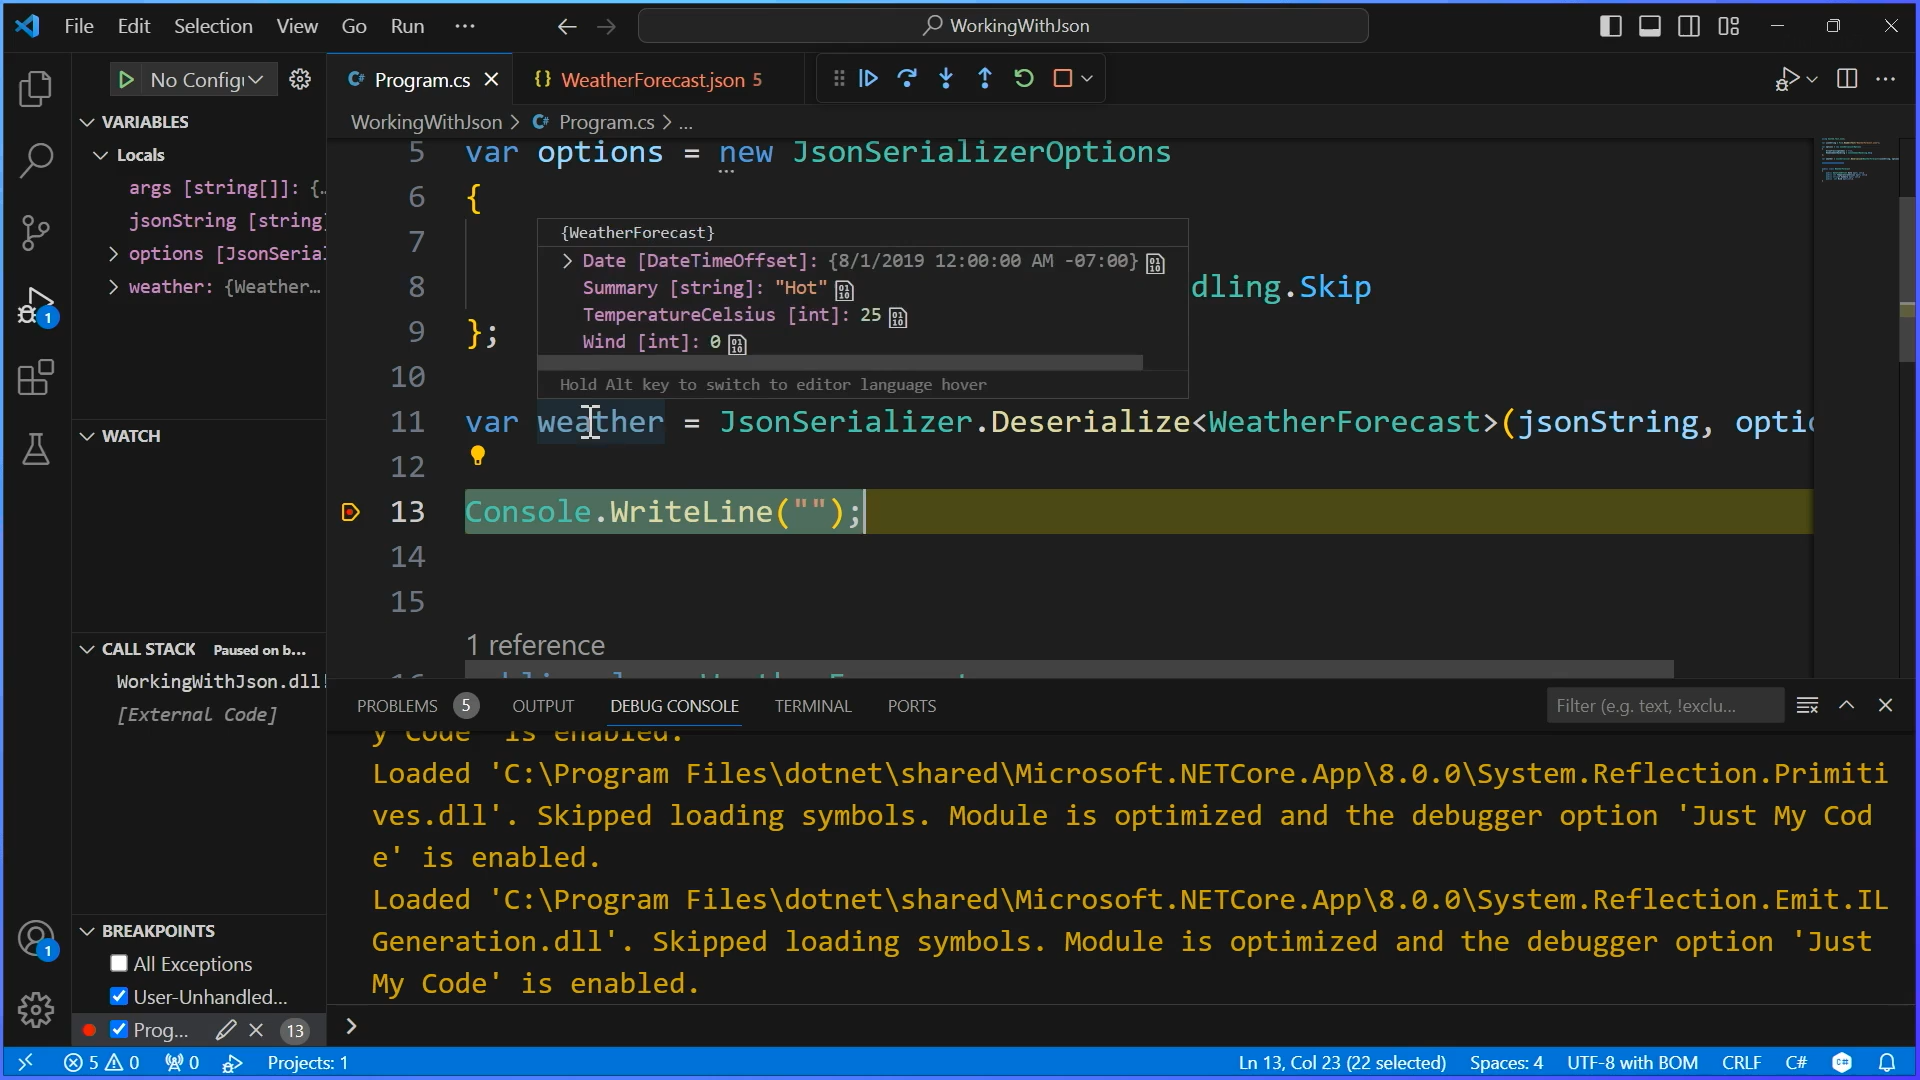 File Edit Selection View Go Run ··· WorkingWithJson
No Config
Program.cs WeatherForecast.json 5
VARIABLES
WorkingWithJson > Program.cs > ...
Locals
args [string[]]: {…
jsonString [string]
options [JsonSerial
weather: {Weather…
5 var options = new JsonSerializerOptions
6 {
7
8 dling.Skip
9 };
10
11 var weather = JsonSerializer.Deserialize<WeatherForecast>(jsonString, optio
12
13 Console.WriteLine("");
14
15
1 reference
{WeatherForecast}
Date [DateTimeOffset]: {8/1/2019 12:00:00 AM -07:00}
Summary [string]: "Hot"
TemperatureCelsius [int]: 25
Wind [int]: 0
Hold Alt key to switch to editor language hover
WATCH
CALL STACK Paused on b…
WorkingWithJson.dll!
[External Code]
BREAKPOINTS
All Exceptions
User-Unhandled...
Prog... 13
PROBLEMS 5 OUTPUT DEBUG CONSOLE TERMINAL PORTS Filter (e.g. text, !exclu...
y Code' is enabled.
Loaded 'C:\Program Files\dotnet\shared\Microsoft.NETCore.App\8.0.0\System.Reflection.Primiti
ves.dll'. Skipped loading symbols. Module is optimized and the debugger option 'Just My Cod
e' is enabled.
Loaded 'C:\Program Files\dotnet\shared\Microsoft.NETCore.App\8.0.0\System.Reflection.Emit.IL
Generation.dll'. Skipped loading symbols. Module is optimized and the debugger option 'Just
My Code' is enabled.
>
5 0 0 Projects: 1 Ln 13, Col 23 (22 selected) Spaces: 4 UTF-8 with BOM CRLF C#